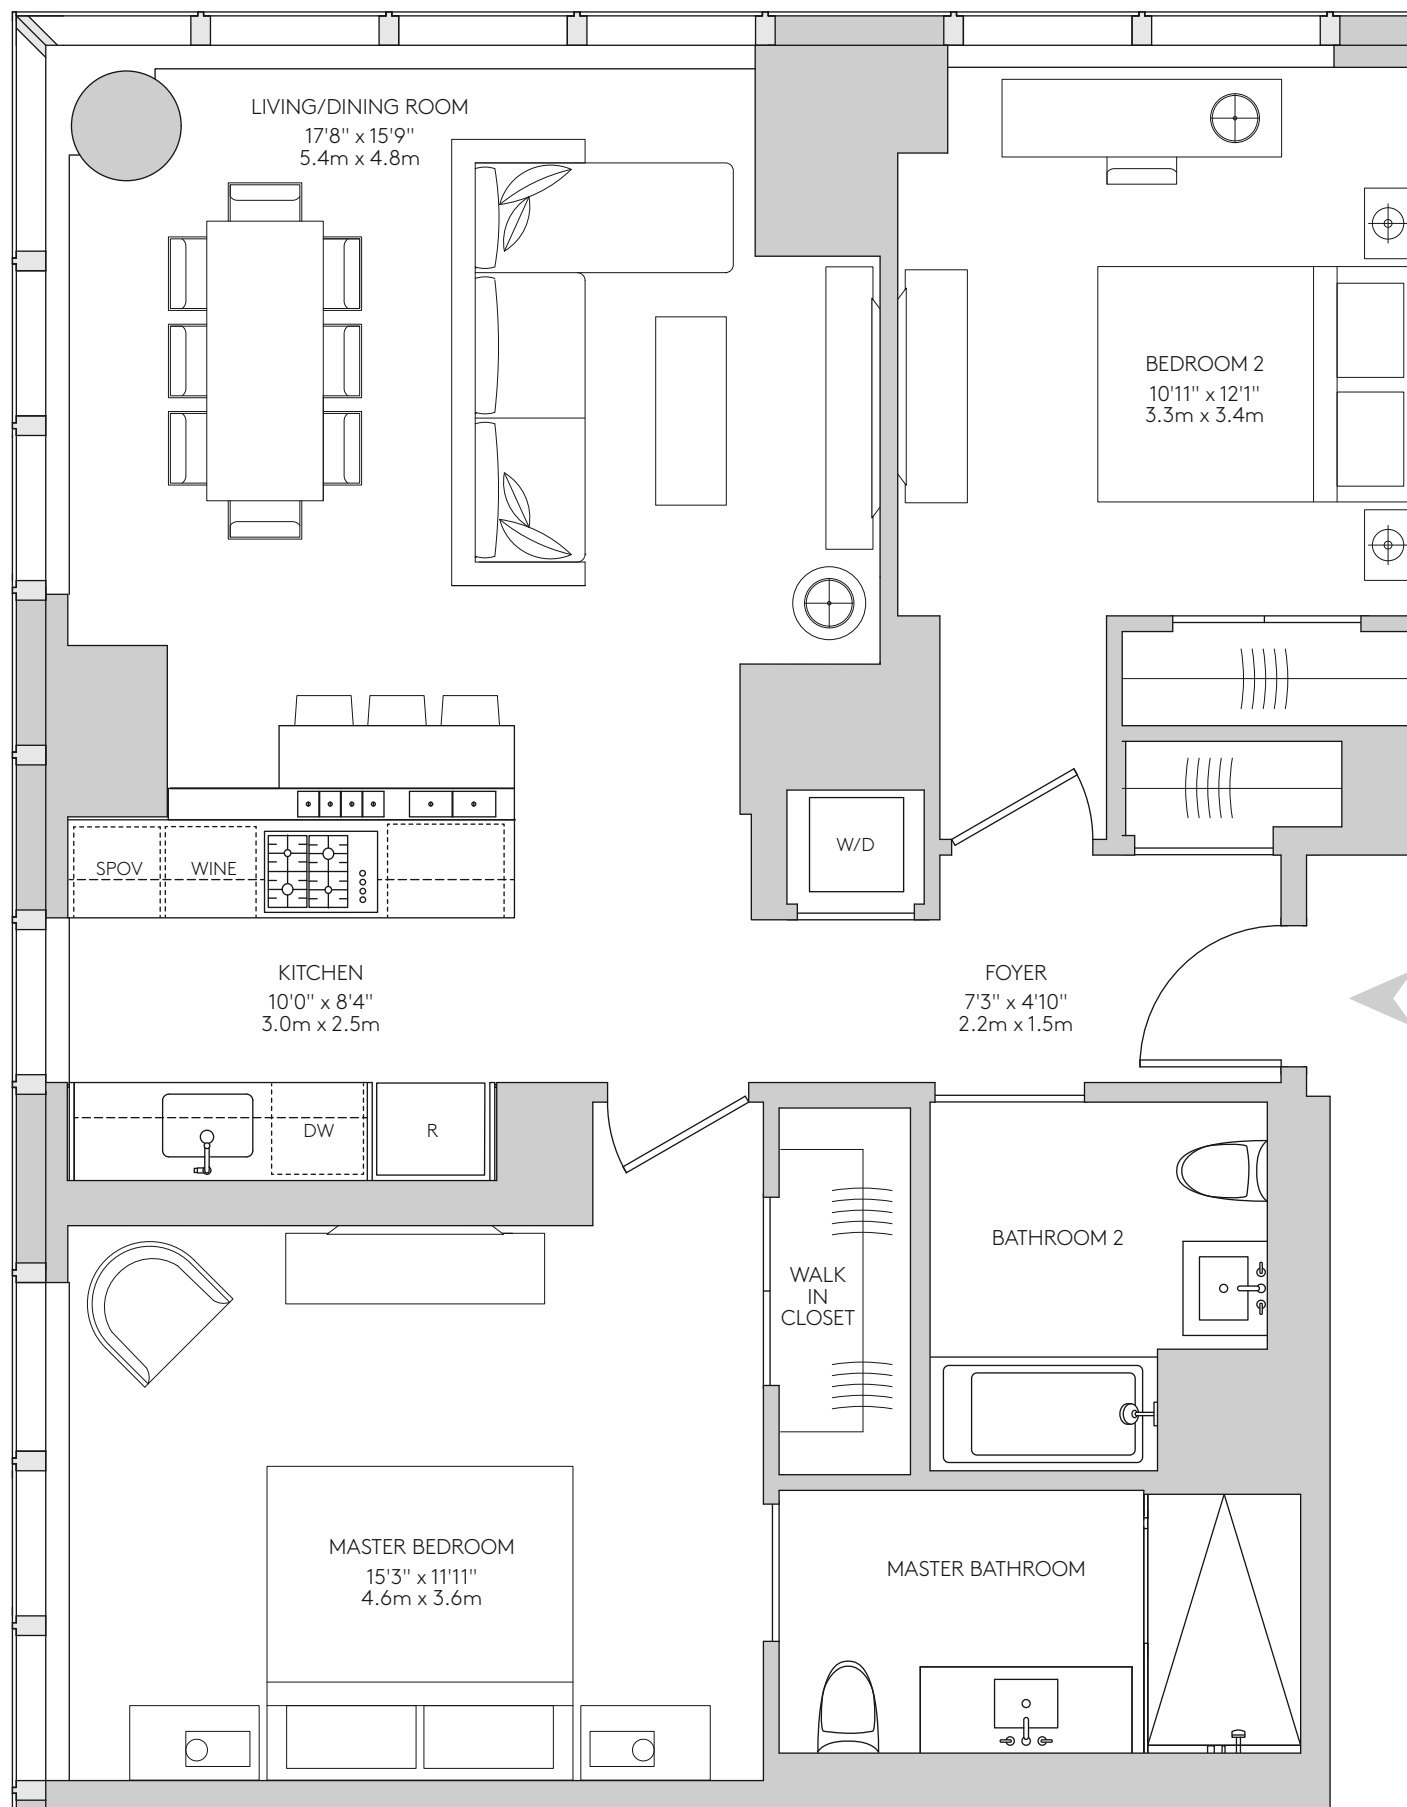 LIVING/DINING ROOM
17'8" x 15'9"
5.4m x 4.8m
BEDROOM 2
10'11" x 12'1"
3.3m x 3.4m
W/D
SPOV
WINE
KITCHEN
10'0" x 8'4"
3.0m x 2.5m
FOYER
7'3" x 4'10"
2.2m x 1.5m
DW
R
BATHROOM 2
WALK
IN
CLOSET
MASTER BEDROOM
15'3" x 11'11"
4.6m x 3.6m
MASTER BATHROOM